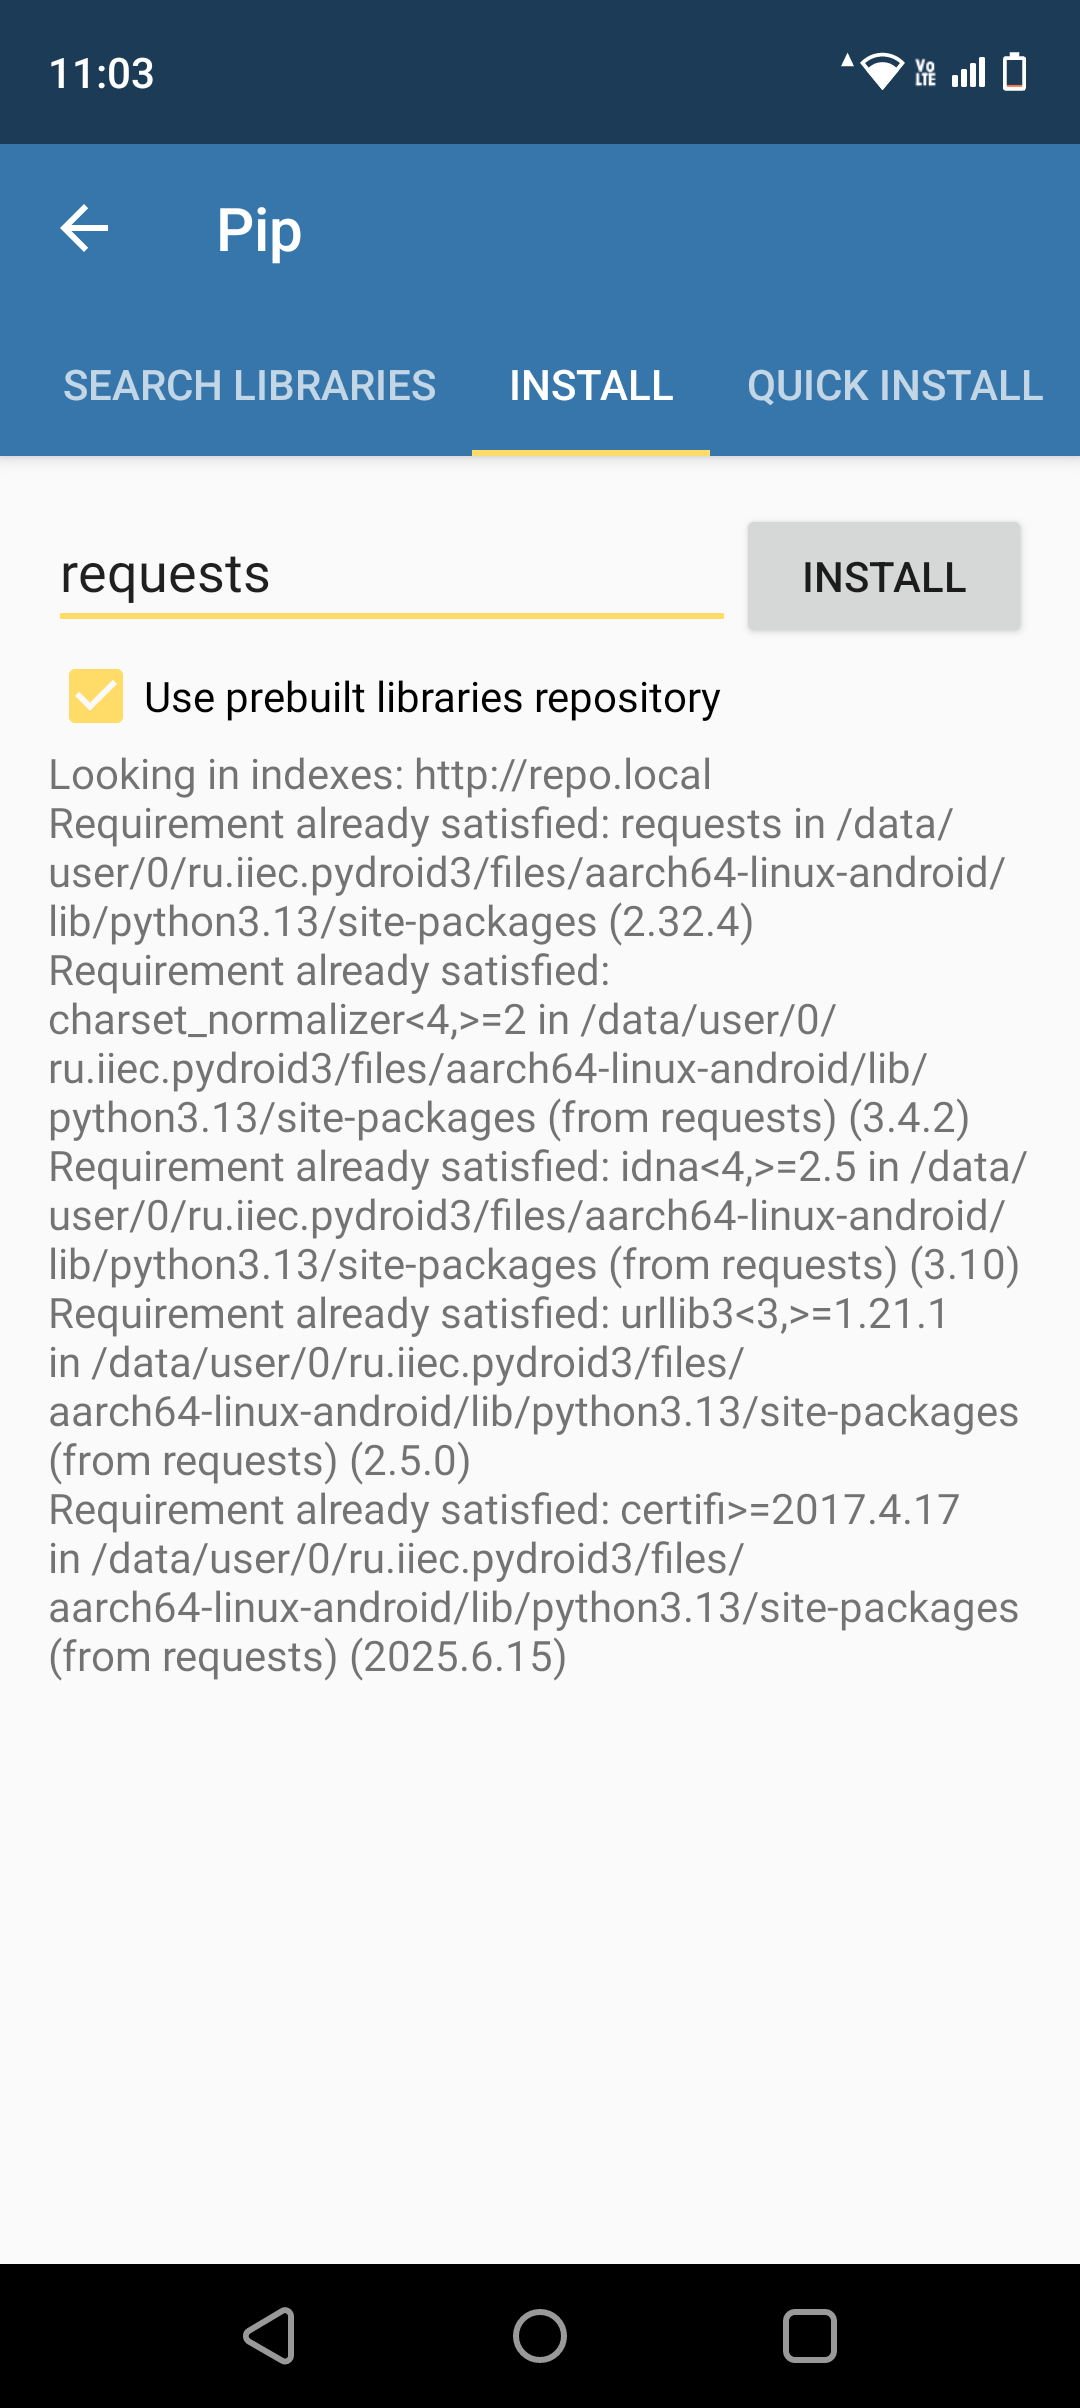 11:03
Vo
LTE
Pip
SEARCH LIBRARIES
INSTALL
QUICK INSTALL
requests
INSTALL
Use prebuilt libraries repository
Looking in indexes: http://repo.local
Requirement already satisfied: requests in /data/
user/0/ru.iiec.pydroid3/files/aarch64-linux-android/
lib/python3.13/site-packages (2.32.4)
Requirement already satisfied:
charset_normalizer<4,>=2 in /data/user/0/
ru.iiec.pydroid3/files/aarch64-linux-android/lib/
python3.13/site-packages (from requests) (3.4.2)
Requirement already satisfied: idna<4,>=2.5 in /data/
user/0/ru.iiec.pydroid3/files/aarch64-linux-android/
lib/python3.13/site-packages (from requests) (3.10)
Requirement already satisfied: urllib3<3,>=1.21.1
in /data/user/0/ru.iiec.pydroid3/files/
aarch64-linux-android/lib/python3.13/site-packages
(from requests) (2.5.0)
Requirement already satisfied: certifi>=2017.4.17
in /data/user/0/ru.iiec.pydroid3/files/
aarch64-linux-android/lib/python3.13/site-packages
(from requests) (2025.6.15)